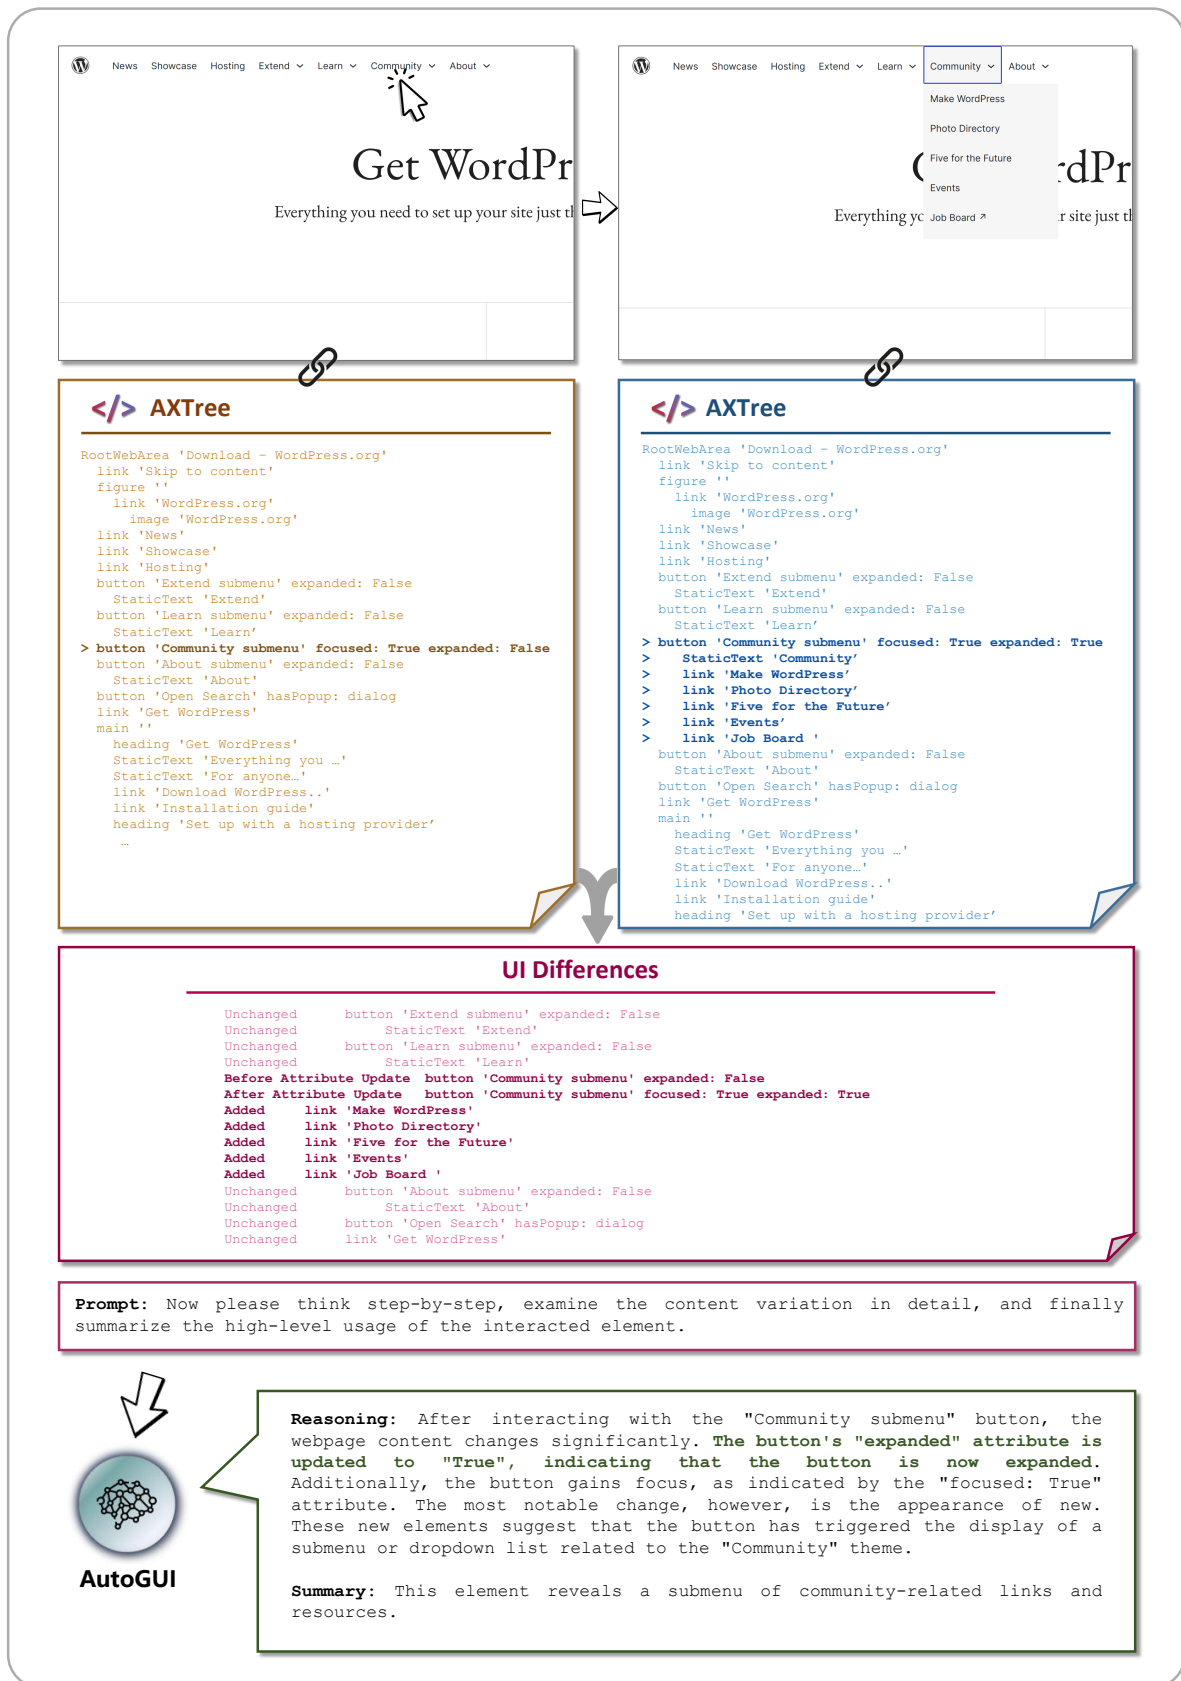 News Showcase Hosting Extend Learn Community About
Get WordPr
Everything you need to set up your site just th
News Showcase Hosting Extend Learn Community About
Make WordPress
Photo Directory
Five for the Future
Events
Job Board ↗
rdPr
Everything yo
r site just th
</> AXTree
RootWebArea 'Download – WordPress.org'
link 'Skip to content'
figure ''
link 'WordPress.org'
image 'WordPress.org'
link 'News'
link 'Showcase'
link 'Hosting'
button 'Extend submenu' expanded: False
StaticText 'Extend'
button 'Learn submenu' expanded: False
StaticText 'Learn’
> button 'Community submenu' focused: True expanded: False
button 'About submenu' expanded: False
StaticText 'About'
button 'Open Search' hasPopup: dialog
link 'Get WordPress'
main ''
heading 'Get WordPress'
StaticText 'Everything you …'
StaticText 'For anyone…'
link 'Download WordPress..'
link 'Installation guide'
heading 'Set up with a hosting provider’
…
</> AXTree
RootWebArea 'Download – WordPress.org'
link 'Skip to content'
figure ''
link 'WordPress.org'
image 'WordPress.org'
link 'News'
link 'Showcase'
link 'Hosting'
button 'Extend submenu' expanded: False
StaticText 'Extend'
button 'Learn submenu' expanded: False
StaticText 'Learn’
> button 'Community submenu' focused: True expanded: True
> StaticText 'Community’
> link 'Make WordPress’
> link 'Photo Directory’
> link 'Five for the Future’
> link 'Events’
> link 'Job Board '
button 'About submenu' expanded: False
StaticText 'About'
button 'Open Search' hasPopup: dialog
link 'Get WordPress'
main ''
heading 'Get WordPress'
StaticText 'Everything you …'
StaticText 'For anyone…'
link 'Download WordPress..'
link 'Installation guide'
heading 'Set up with a hosting provider’
UI Differences
Unchanged button 'Extend submenu' expanded: False
Unchanged StaticText 'Extend'
Unchanged button 'Learn submenu' expanded: False
Unchanged StaticText 'Learn'
Before Attribute Update button 'Community submenu' expanded: False
After Attribute Update button 'Community submenu' focused: True expanded: True
Added link 'Make WordPress'
Added link 'Photo Directory'
Added link 'Five for the Future'
Added link 'Events'
Added link 'Job Board '
Unchanged button 'About submenu' expanded: False
Unchanged StaticText 'About'
Unchanged button 'Open Search' hasPopup: dialog
Unchanged link 'Get WordPress'
Prompt: Now please think step-by-step, examine the content variation in detail, and finally
summarize the high-level usage of the interacted element.
AutoGUI
Reasoning: After interacting with the "Community submenu" button, the
webpage content changes significantly. The button's "expanded" attribute is
updated to "True", indicating that the button is now expanded.
Additionally, the button gains focus, as indicated by the "focused: True"
attribute. The most notable change, however, is the appearance of new.
These new elements suggest that the button has triggered the display of a
submenu or dropdown list related to the "Community" theme.
Summary: This element reveals a submenu of community-related links and
resources.